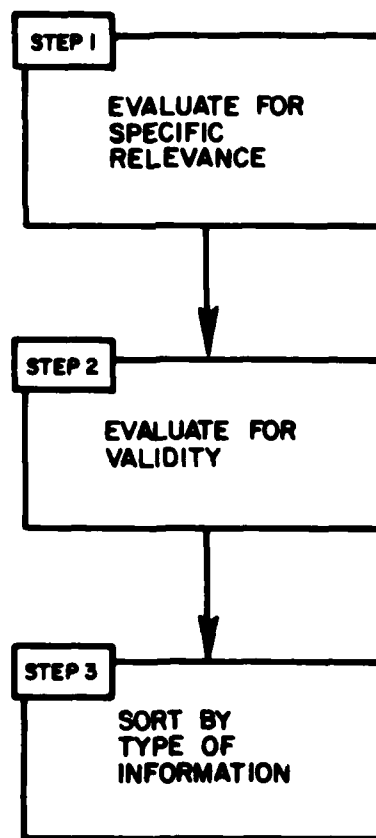 STEP 1
EVALUATE FOR
SPECIFIC
RELEVANCE
STEP 2
EVALUATE FOR
VALIDITY
STEP 3
SORT BY
TYPE OF
INFORMATION